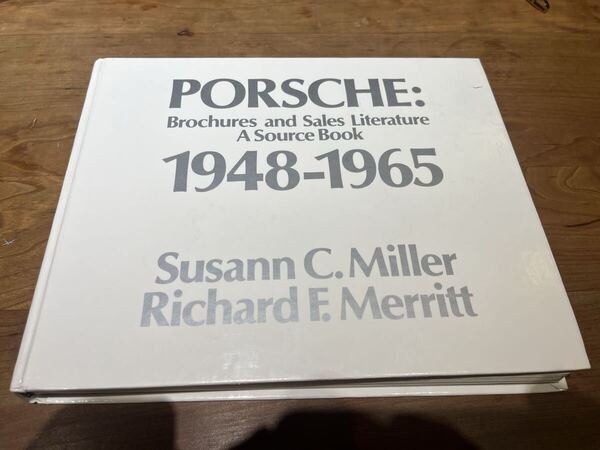 PORSCHE:
Brochures and Sales Literature
A Source Book
1948-1965
Susann C. Miller
Richard F. Merritt